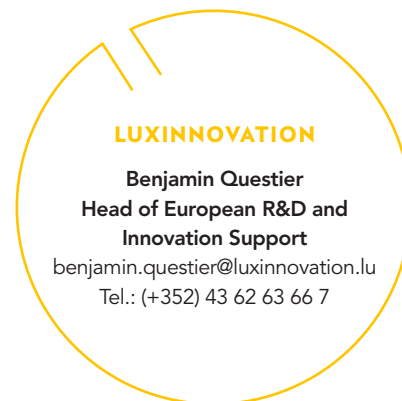 LUXINNOVATION
Benjamin Questier
Head of European R&D and
Innovation Support
benjamin.questier@luxinnovation.lu
Tel.: (+352) 43 62 63 66 7